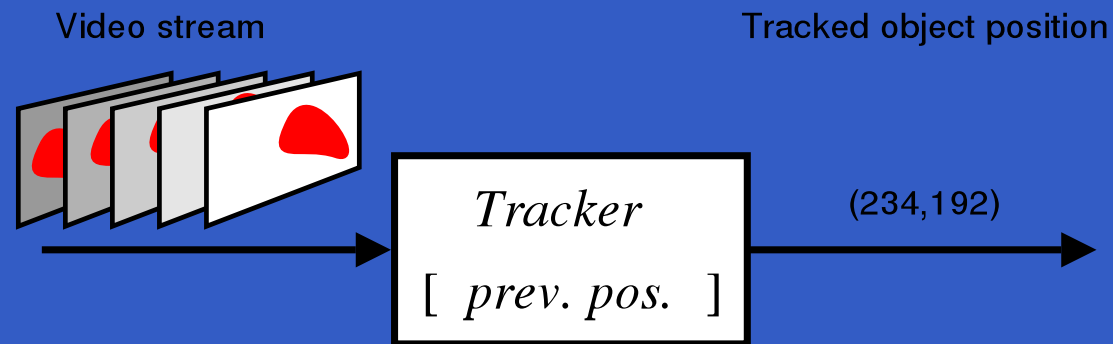 Video stream
Tracked object position
Tracker
(234,192)
[ prev. pos. ]